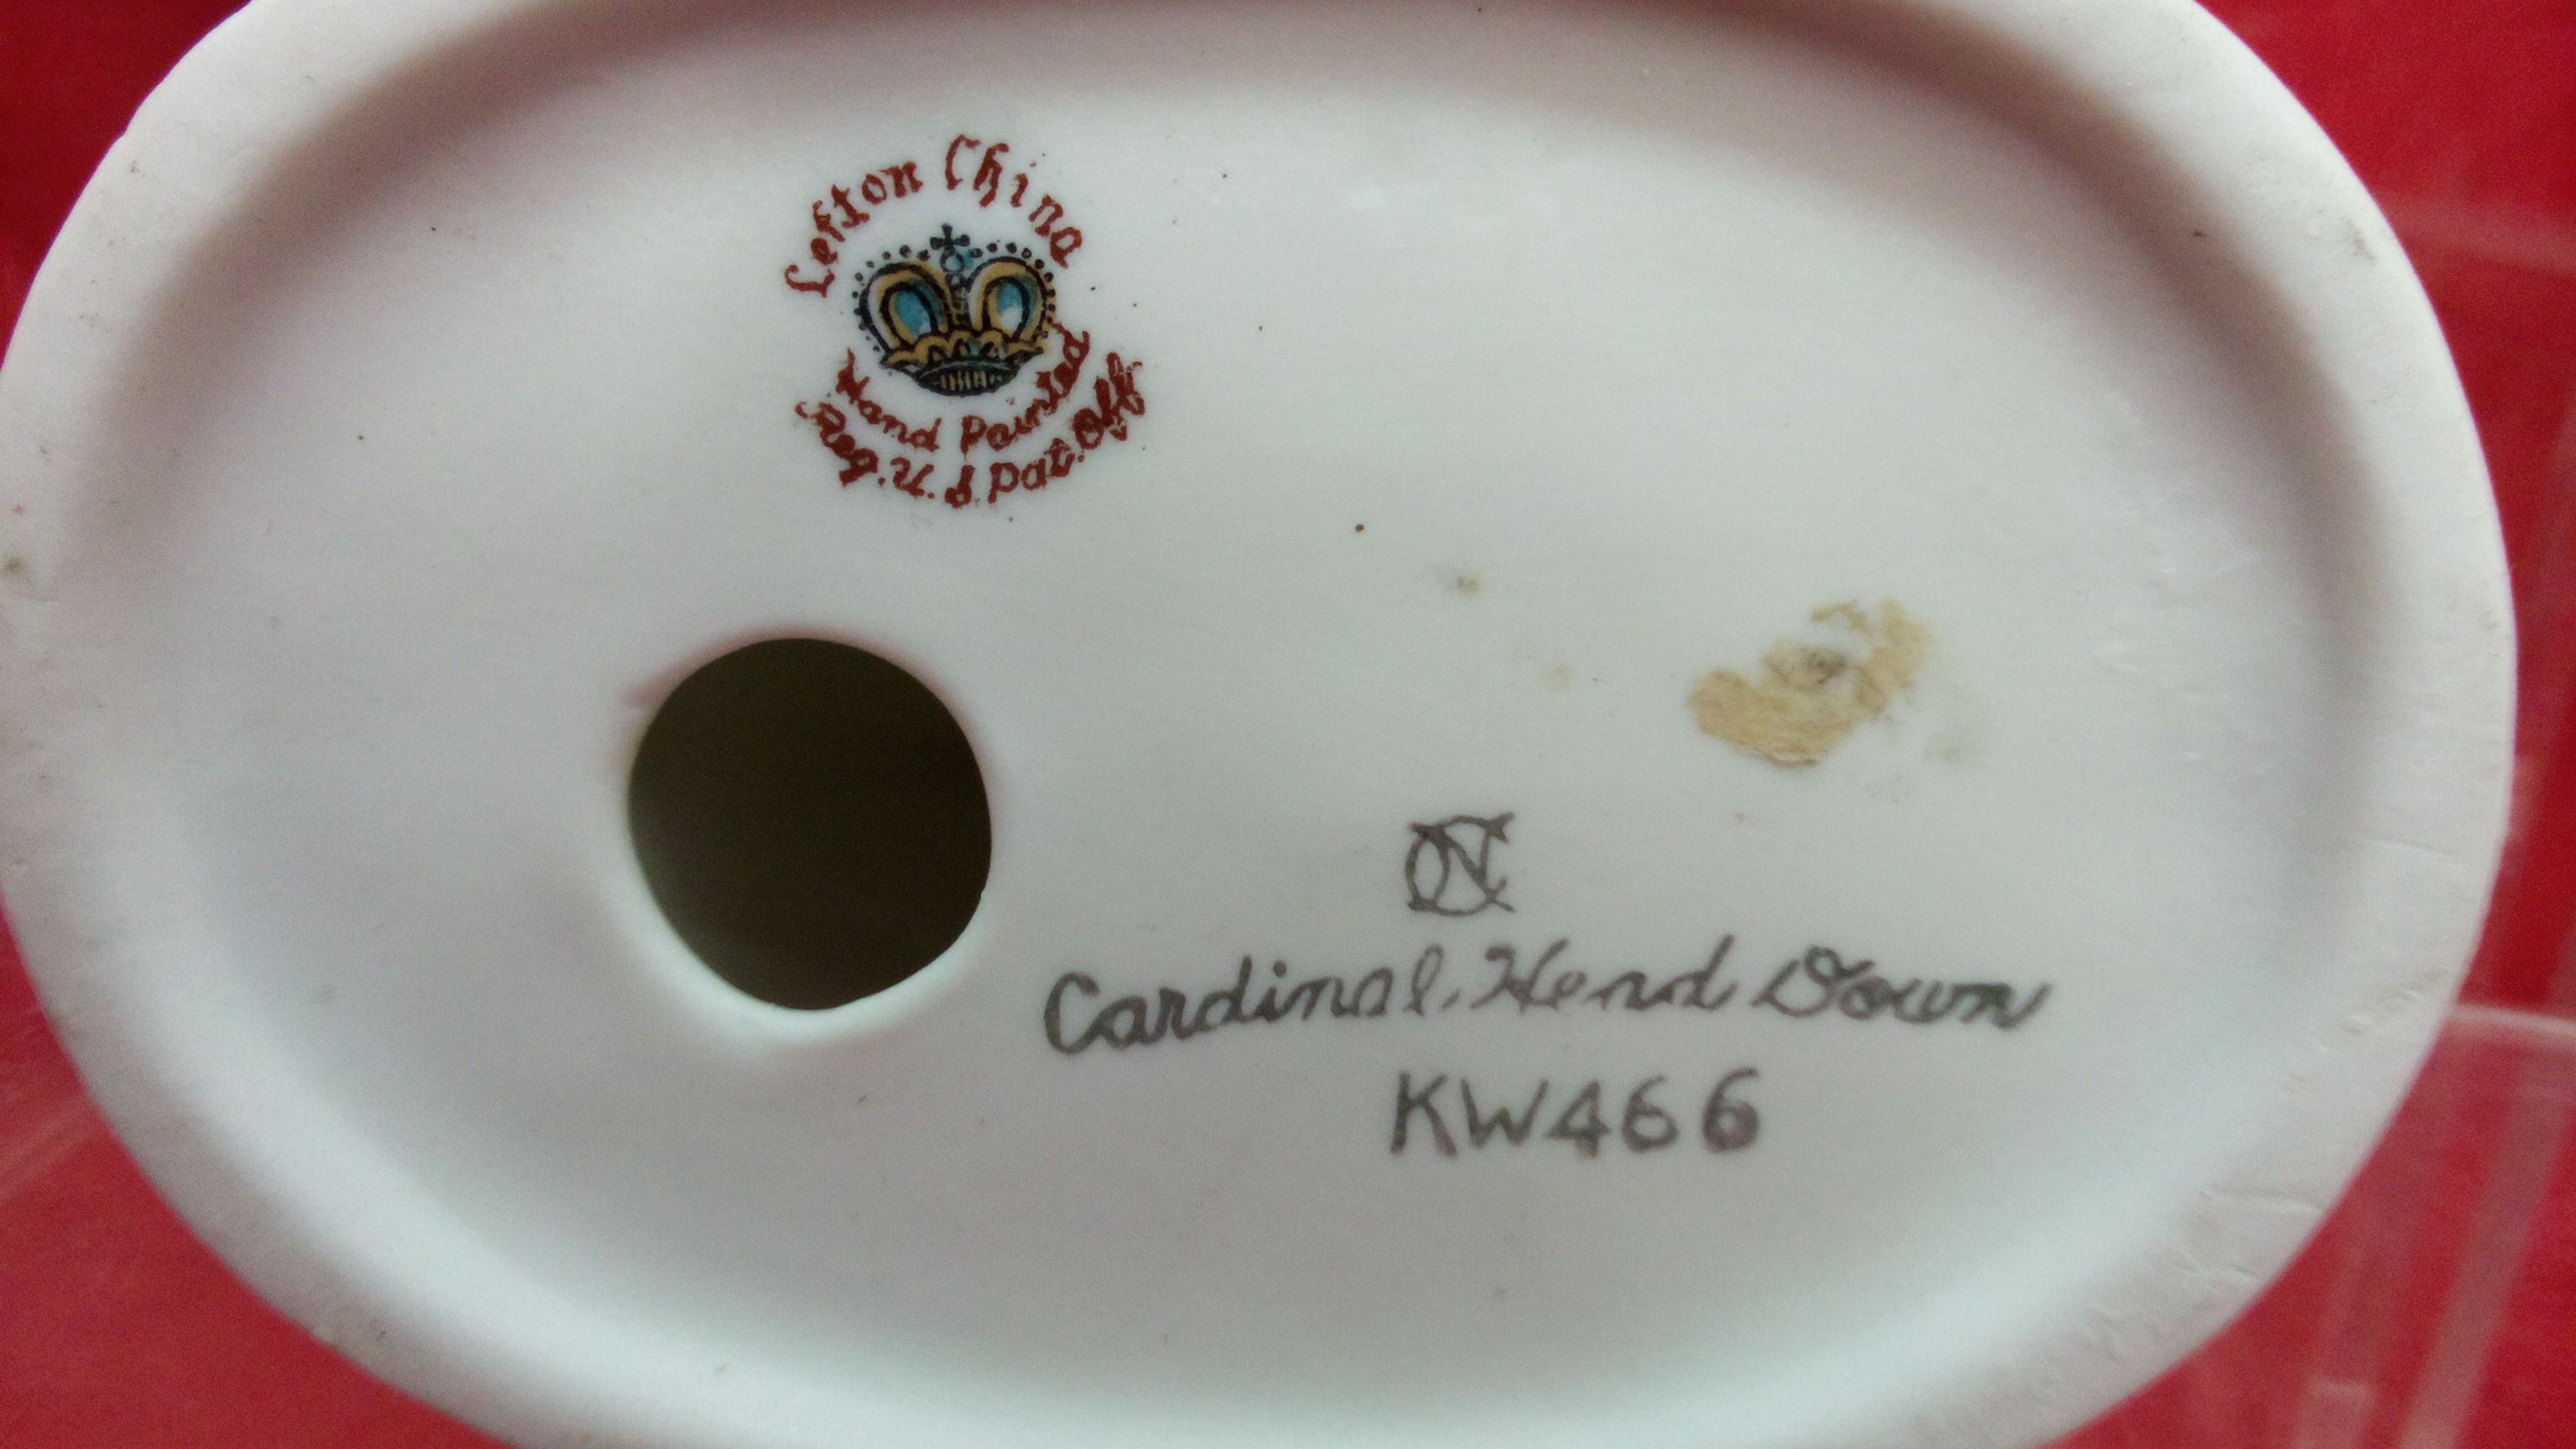 Lefton China
Hand Painted
Reg. U. S. Pat. Off.
Cardinal. Head Down
KW466